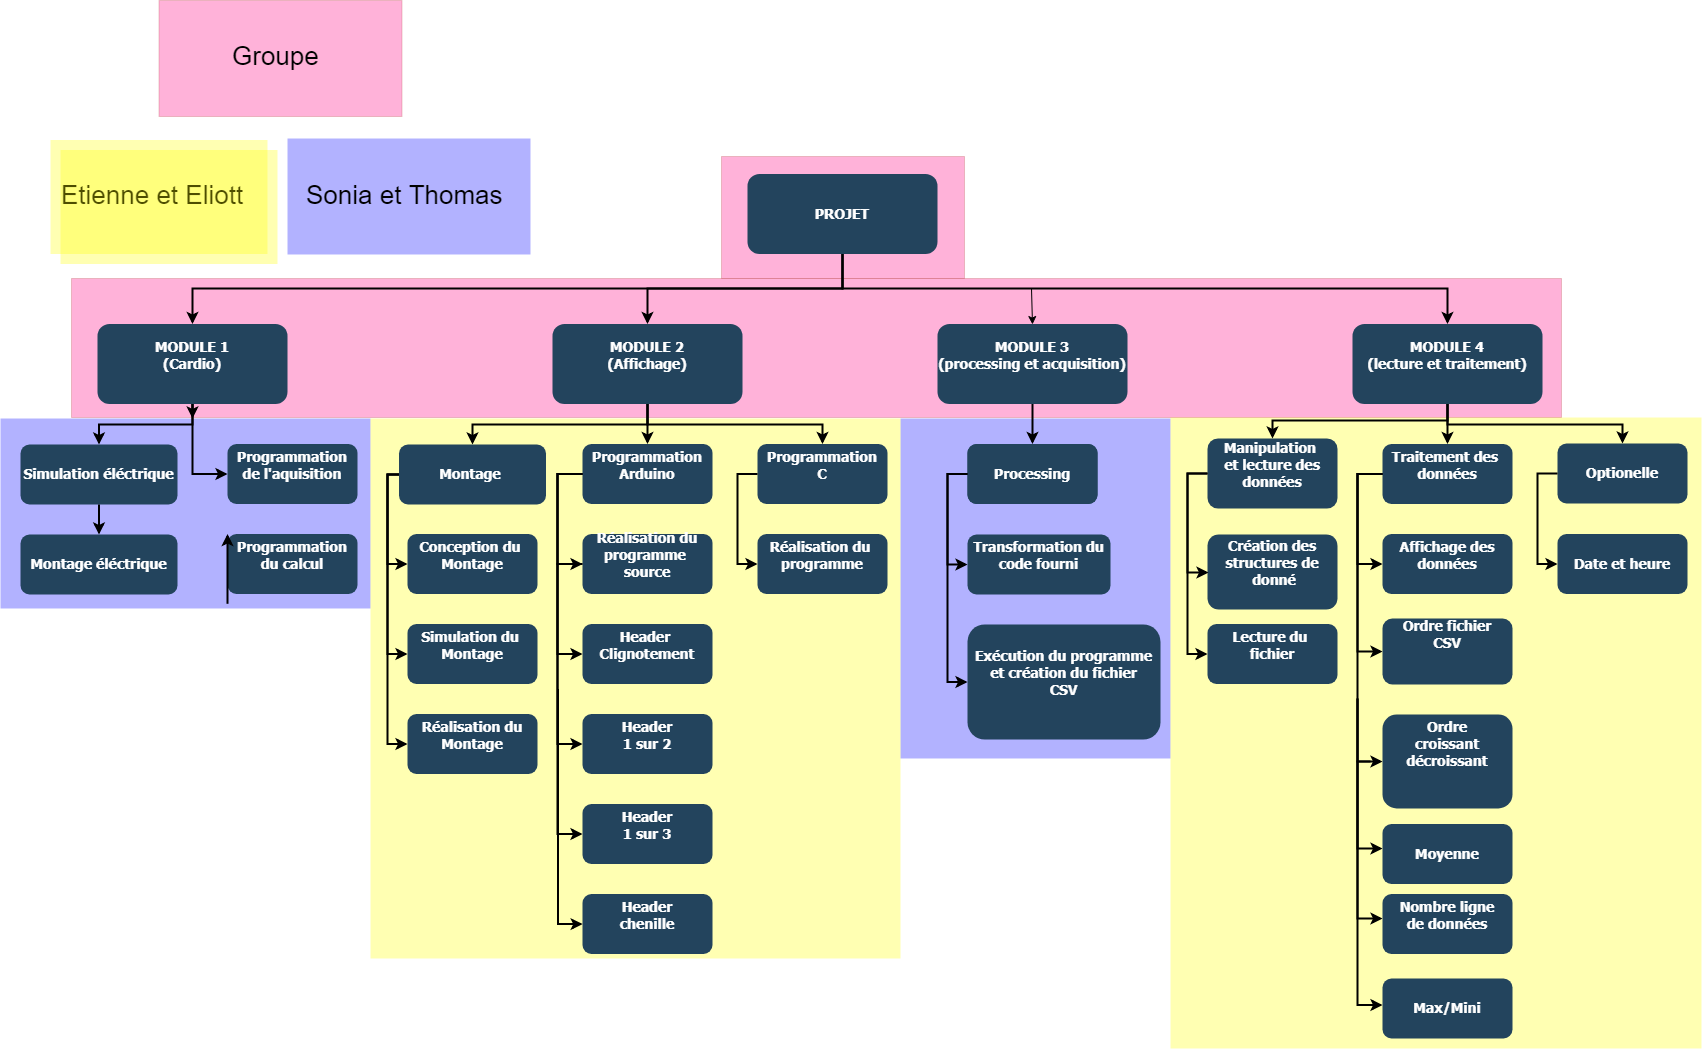 Groupe
Etienne et Eliott
Sonia et Thomas
PROJET
MODULE 1
(Cardio)
MODULE 2
(Affichage)
MODULE 3
(processing et acquisition)
MODULE 4
(lecture et traitement)
Simulation éléctrique
Montage éléctrique
Programmation
de l'aquisition
Programmation
du calcul
Montage
Conception du
Montage
Simulation du
Montage
Réalisation du
Montage
Programmation
Arduino
Réalisation du
programme
source
Header
Clignotement
Header
1 sur 2
Header
1 sur 3
Header
chenille
Programmation
C
Réalisation du
programme
Processing
Transformation du
code fourni
Exécution du programme
et création du fichier
CSV
Manipulation
et lecture des
données
Création des
structures de
donné
Lecture du
fichier
Traitement des
données
Affichage des
données
Ordre fichier
CSV
Ordre
croissant
décroissant
Moyenne
Nombre ligne
de données
Max/Mini
Optionelle
Date et heure